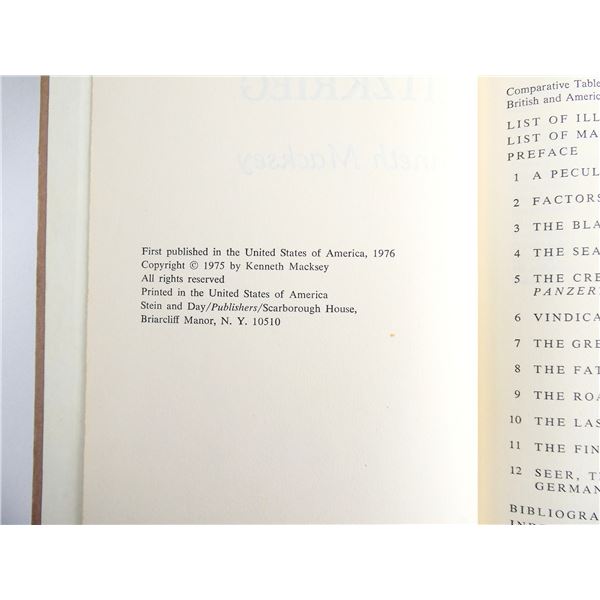 First published in the United States of America, 1976
Copyright © 1975 by Kenneth Macksey
All rights reserved
Printed in the United States of America
Stein and Day/Publishers/Scarborough House,
Briarcliff Manor, N. Y. 10510
Comparative Table
British and Americ
LIST OF ILL
LIST OF MA
PREFACE
1 A PECUL
2 FACTORS
3 THE BLA
4 THE SEA
5 THE CRE
PANZER
6 VINDICA
7 THE GRE
8 THE FAT
9 THE ROA
10 THE LAS
11 THE FIN
12 SEER, T
GERMAN
BIBLIOGRA